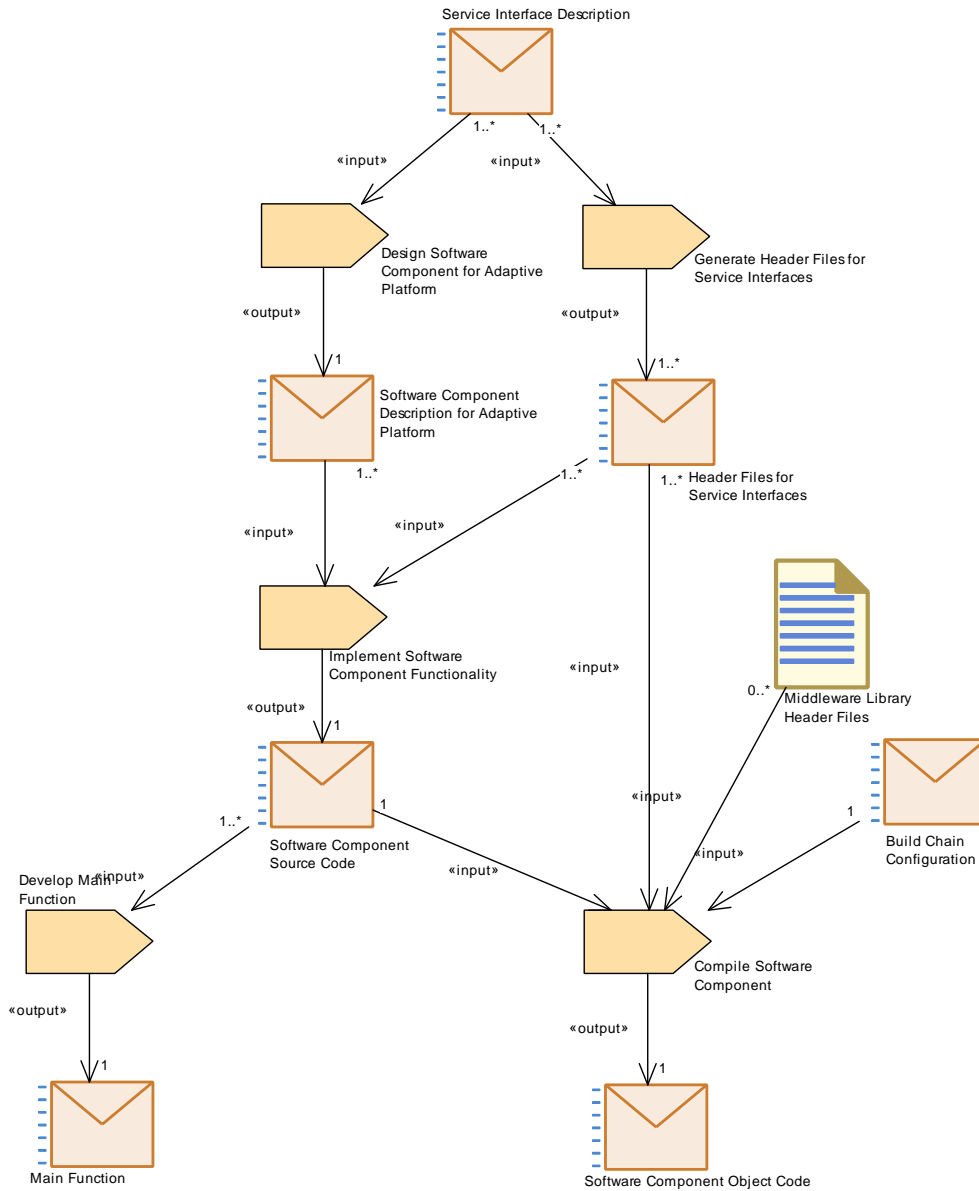 Service Interface Description
1..*
1..*
«input»
«input»
Design Software
Component for Adaptive
Platform
Generate Header Files for
Service Interfaces
«output»
«output»
1
1..*
Software Component
Description for Adaptive
Platform
1..*
1..*
1..*
Header Files for
Service Interfaces
«input»
«input»
Implement Software
Component Functionality
«input»
0..*
Middleware Library
Header Files
«output»
1
«input»
1
1..*
1
Software Component
Source Code
Build Chain
Configuration
«input»
«input»
«input»
Develop Main
Function
Compile Software
Component
«output»
«output»
1
1
Main Function
Software Component Object Code